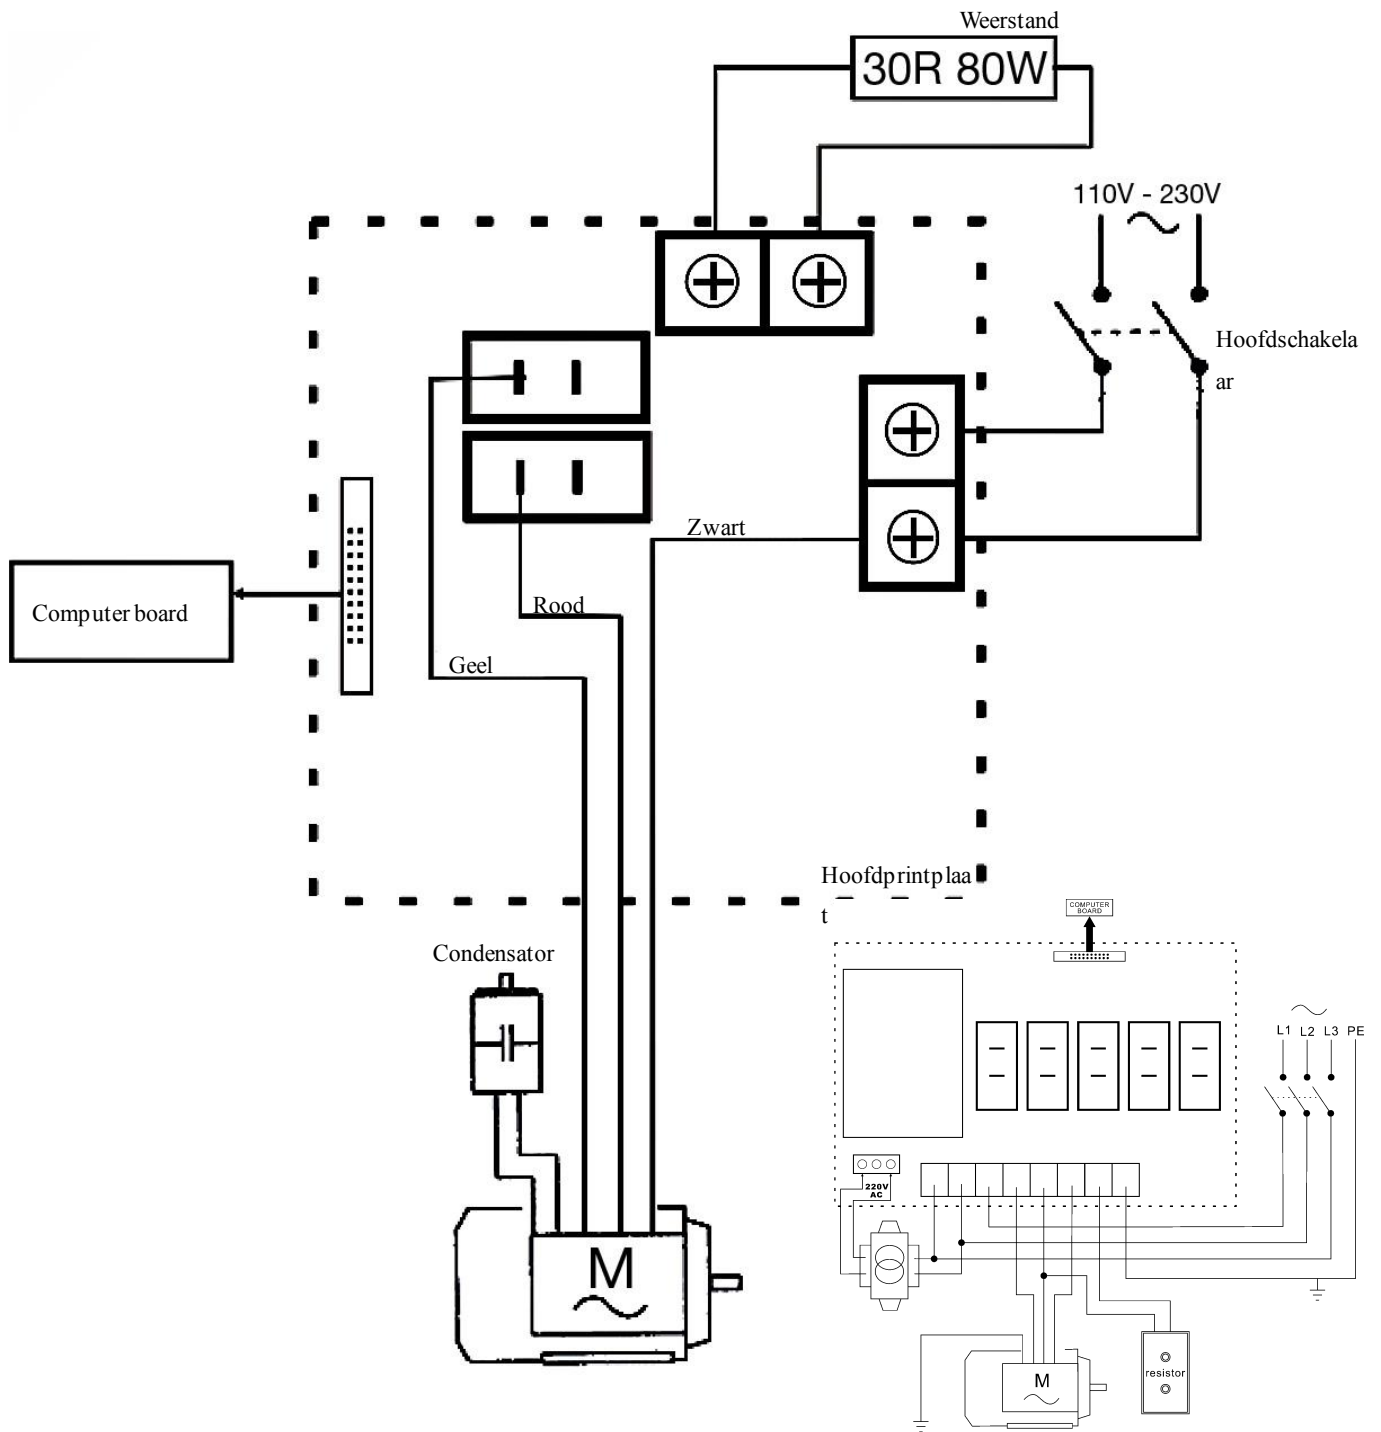 Weerstand
30R 80W
110V - 230V
Hoofdschakela
ar
Zwart
Rood
Computer board
Geel
Hoofdprintplaa
t
Condensator
M
COMPUTER
BOARD
L1 L2 L3 PE
220V
AC
resistor
M